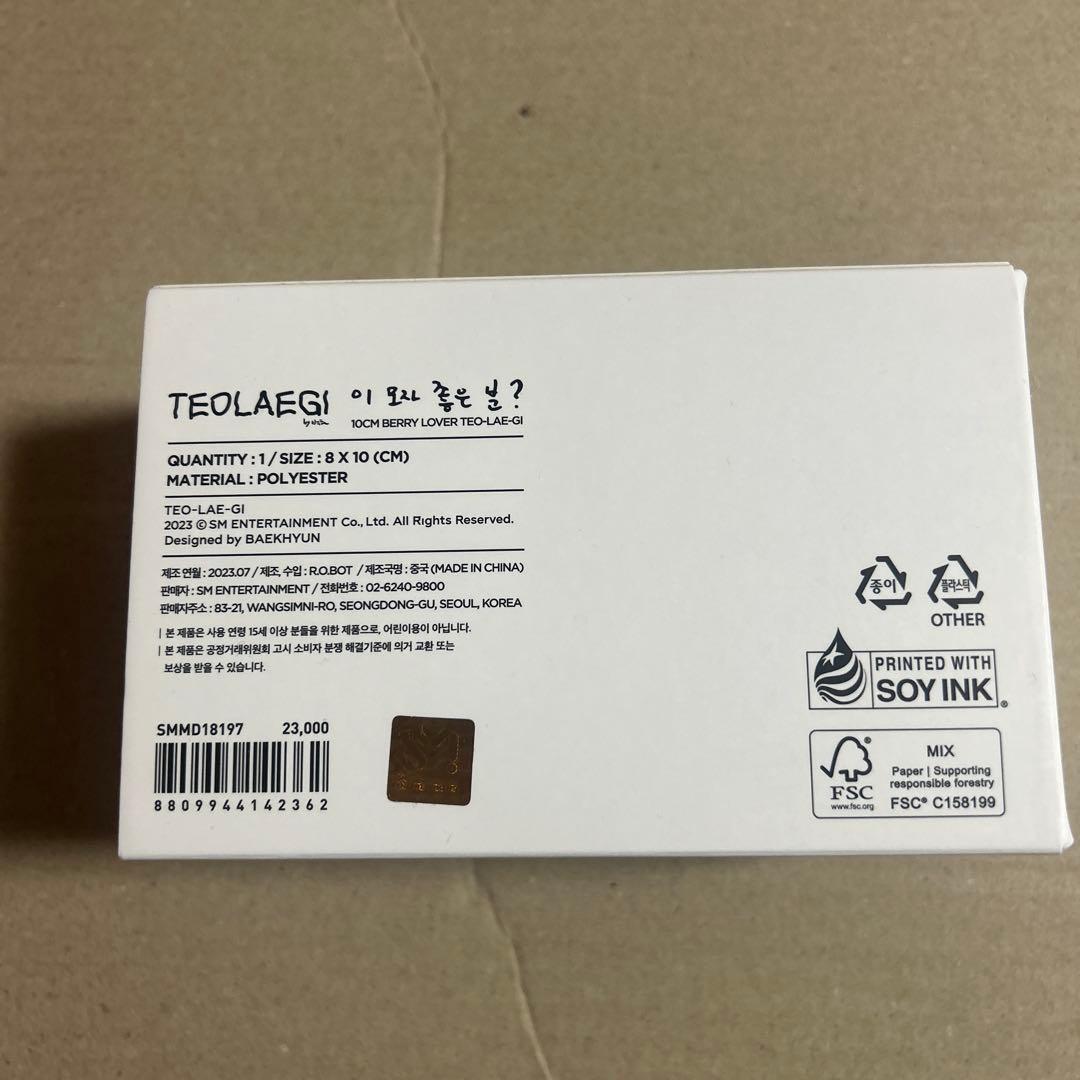 TEOLAEGI 이 모자 좋은 분?
10CM BERRY LOVER TEO-LAE-GI
QUANTITY : 1 / SIZE : 8 X 10 (CM)
MATERIAL : POLYESTER
TEO-LAE-GI
2023 © SM ENTERTAINMENT Co., Ltd. All Rights Reserved.
Designed by BAEKHYUN
제조 연월 : 2023.07 / 제조, 수입 : R.O.BOT / 제조국명 : 중국 (MADE IN CHINA)
판매자 : SM ENTERTAINMENT / 전화번호 : 02-6240-9800
판매자주소 : 83-21, WANGSIMNI-RO, SEONGDONG-GU, SEOUL, KOREA
| 본 제품은 사용 연령 15세 이상 분들을 위한 제품으로, 어린이용이 아닙니다.
| 본 제품은 공정거래위원회 고시 소비자 분쟁 해결기준에 의거 교환 또는
보상을 받을 수 있습니다.
SMMD18197 23,000
8809944142362
종이
플라스틱
OTHER
PRINTED WITH
SOY INK®
FSC®
www.fsc.org
MIX
Paper | Supporting
responsible forestry
FSC® C158199